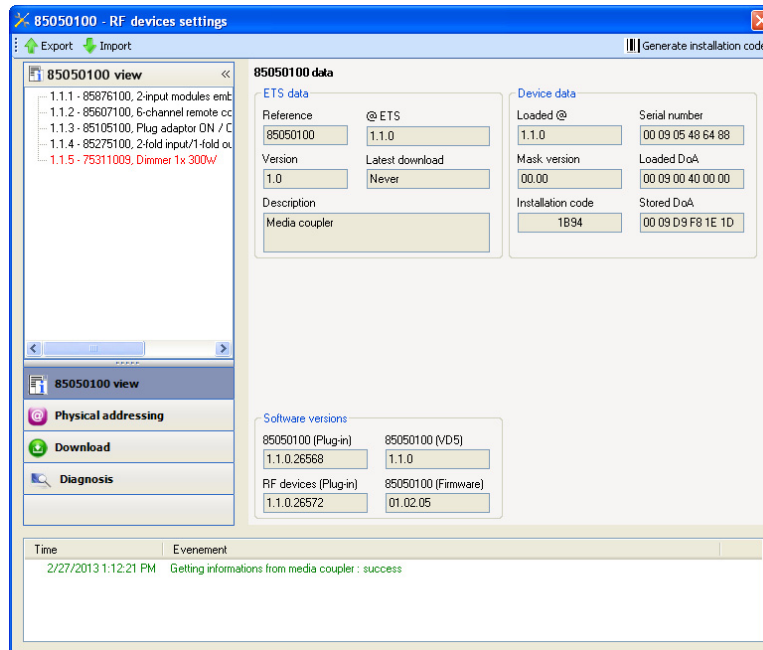 85050100 - RF devices settings
Export Import Generate installation code
85050100 view «
1.1.1 - 85876100, 2-input modules emb
1.1.2 - 85607100, 6-channel remote cc
1.1.3 - 85105100, Plug adaptor ON /
1.1.4 - 85275100, 2-fold input/1-fold ou
1.1.5 - 75311009, Dimmer 1x 300W
85050100 view
Physical addressing
Download
Diagnosis
85050100 data
ETS data
Reference @ ETS
85050100 1.1.0
Version Latest download
1.0 Never
Description
Media coupler
Device data
Loaded @ Serial number
1.1.0 00 09 05 48 64 88
Mask version Loaded DoA
00.00 00 09 00 40 00 00
Installation code Stored DoA
1B94 00 09 D9 F8 1E 1D
Software versions
85050100 (Plug-in) 85050100 (VD5)
1.1.0.26568 1.1.0
RF devices (Plug-in) 85050100 (Firmware)
1.1.0.26572 01.02.05
Time Evenement
2/27/2013 1:12:21 PM Getting informations from media coupler : success